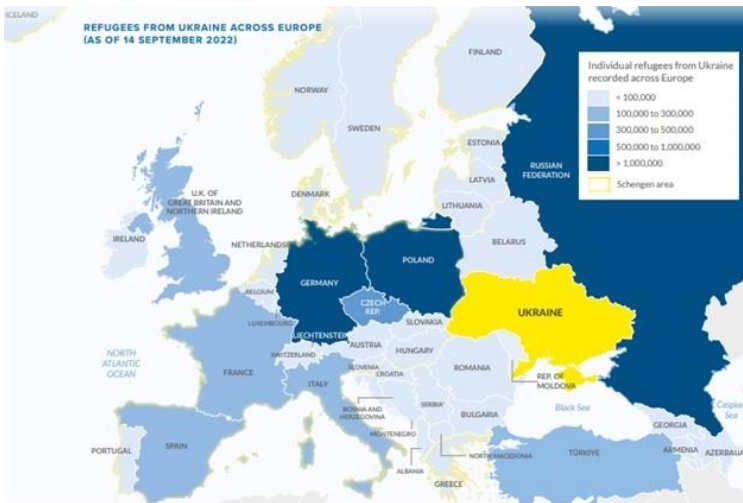 ICELAND
REFUGEES FROM UKRAINE ACROSS EUROPE
(AS OF 14 SEPTEMBER 2022)
Individual refugees from Ukraine
recorded across Europe
< 100,000
100,000 to 300,000
300,000 to 500,000
500,000 to 1,000,000
> 1,000,000
Schengen area
FINLAND
NORWAY
SWEDEN
ESTONIA
RUSSIAN
FEDERATION
LATVIA
DENMARK
LITHUANIA
U.K. OF
GREAT BRITAIN AND
NORTHERN IRELAND
IRELAND
NETHERLANDS
BELARUS
POLAND
GERMANY
BELGIUM
CZECH
REP.
UKRAINE
LUXEMBOURG
SLOVAKIA
LIECHTENSTEIN
AUSTRIA
HUNGARY
SWITZERLAND
NORTH
ATLANTIC
OCEAN
FRANCE
SLOVENIA
CROATIA
ROMANIA
REP. OF
MOLDOVA
ITALY
BOSNIA AND
HERZEGOVINA
SERBIA*
Black Sea
Caspian
Sea
BULGARIA
GEORGIA
PORTUGAL
SPAIN
MONTENEGRO
ALBANIA
NORTH MACEDONIA
GREECE
TÜRKIYE
ARMENIA
AZERBAIJ